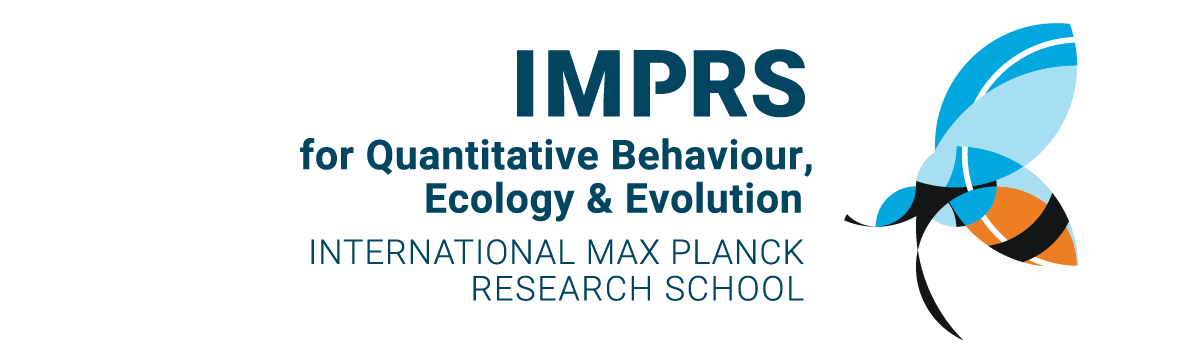 IMPRS
for Quantitative Behaviour,
Ecology & Evolution
INTERNATIONAL MAX PLANCK
RESEARCH SCHOOL